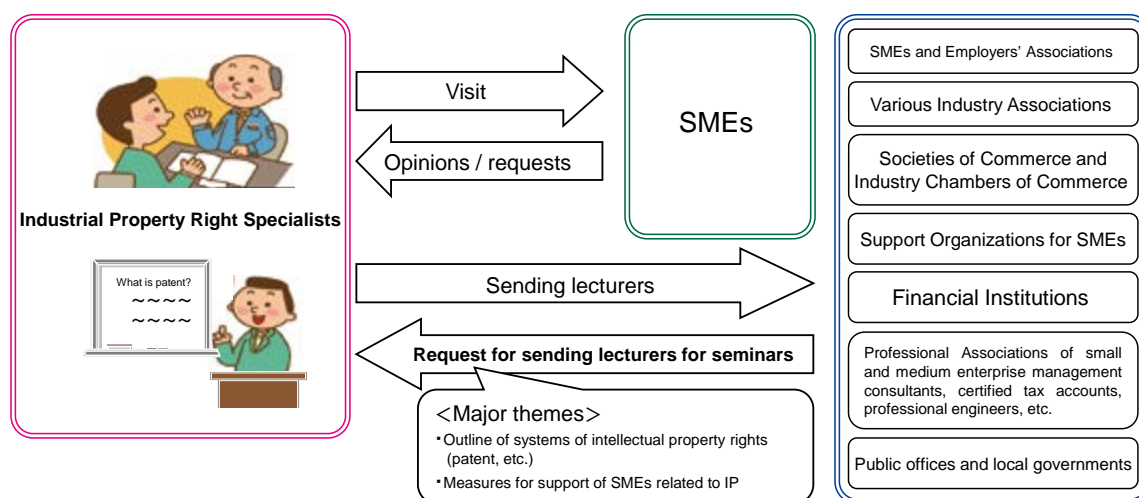 Industrial Property Right Specialists
What is patent?
～～～～
～～～～
Visit
Opinions / requests
SMEs
Sending lecturers
Request for sending lecturers for seminars
＜Major themes＞
・Outline of systems of intellectual property rights
(patent, etc.)
・Measures for support of SMEs related to IP
SMEs and Employers’ Associations
Various Industry Associations
Societies of Commerce and
Industry Chambers of Commerce
Support Organizations for SMEs
Financial Institutions
Professional Associations of small
and medium enterprise management
consultants, certified tax accounts,
professional engineers, etc.
Public offices and local governments